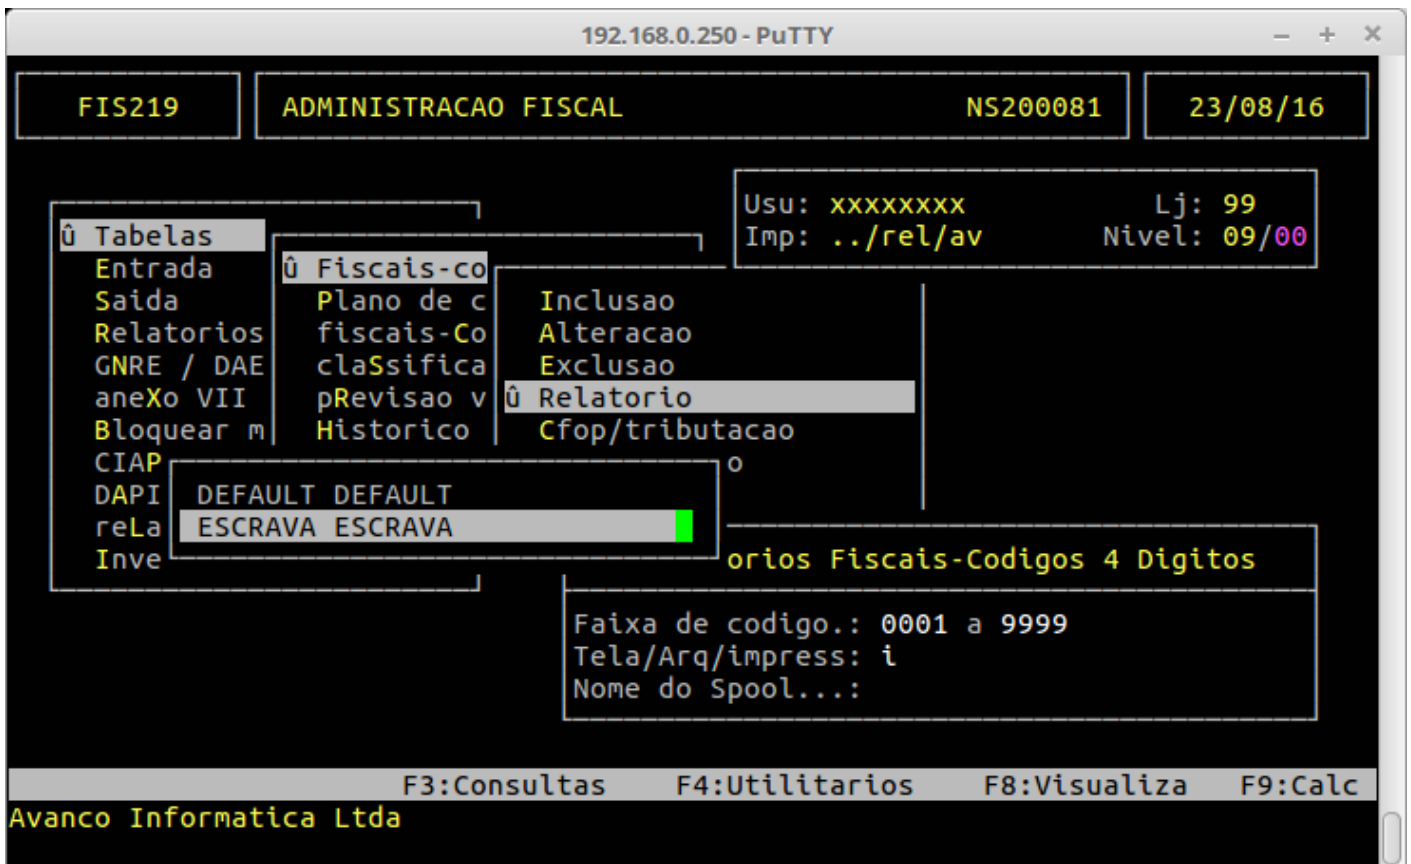 192.168.0.250 - PuTTY
FIS219 ADMINISTRACAO FISCAL NS200081 23/08/16
Usu: xxxxxxxx Lj: 99
Imp: ../rel/av Nivel: 09/00
û Tabelas
Entrada
Saida
Relatorios
GNRE / DAE
aneXo VII
Bloquear m
CIAP
DAPI
reLa
Inve
û Fiscais-co
Plano de c
fiscais-Co
claSsifica
pRevisao v
Historico
Inclusao
Alteracao
Exclusao
û Relatorio
Cfop/tributacao
o
DEFAULT DEFAULT
ESCRAVA ESCRAVA
orios Fiscais-Codigos 4 Digitos
Faixa de codigo.: 0001 a 9999
Tela/Arq/impress: i
Nome do Spool...:
F3:Consultas F4:Utilitarios F8:Visualiza F9:Calc
Avanco Informatica Ltda